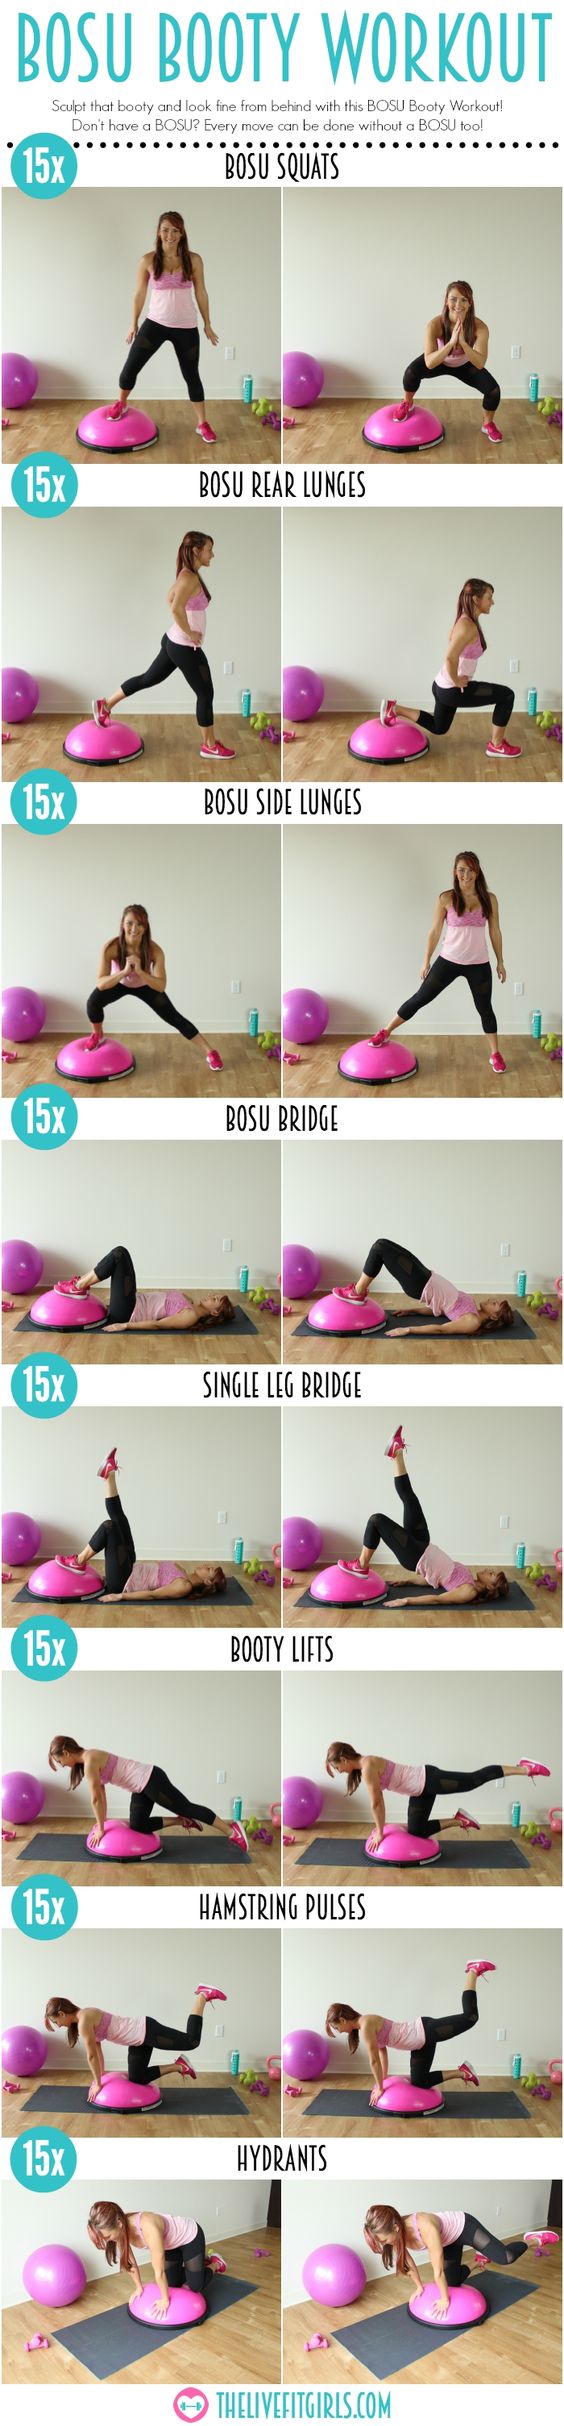 BOSU BOOTY WORKOUT
Sculpt that booty and look fine from behind with this BOSU Booty Workout!
Don't have a BOSU? Every move can be done without a BOSU too!
15x
BOSU SQUATS
15x
BOSU REAR LUNGES
15x
BOSU SIDE LUNGES
15x
BOSU BRIDGE
15x
SINGLE LEG BRIDGE
15x
BOOTY LIFTS
15x
HAMSTRING PULSES
15x
HYDRANTS
THELIVEFITGIRLS.COM